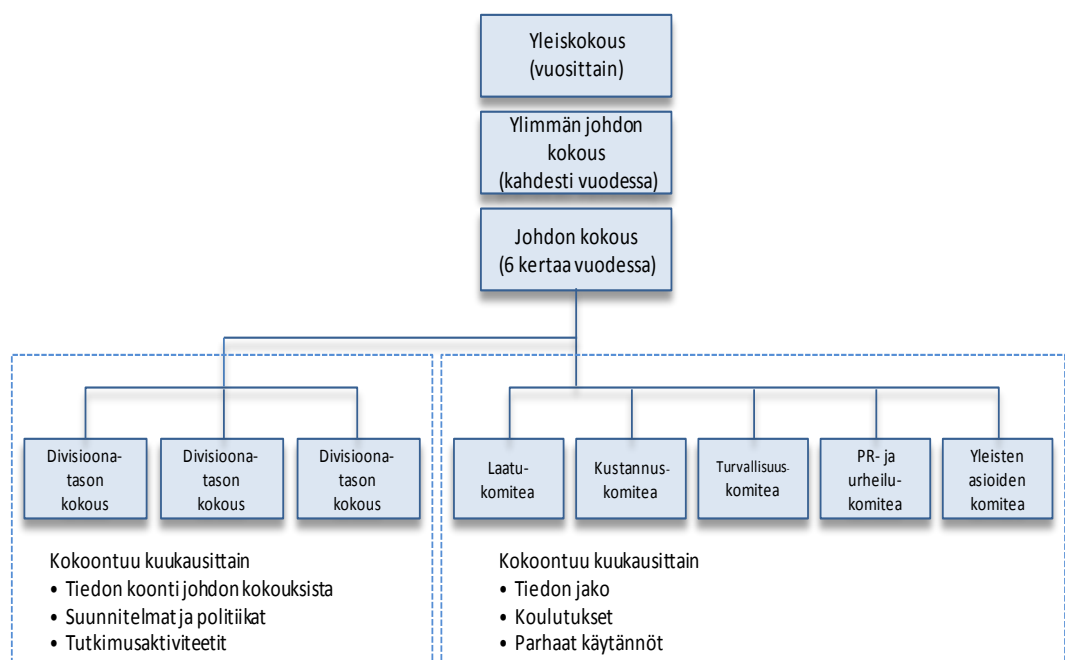 Yleiskokous
(vuosittain)
Ylimmän johdon
kokous
(kahdesti vuodessa)
Johdon kokous
(6 kertaa vuodessa)
Divisioona-
tason
kokous
Divisioona-
tason
kokous
Divisioona-
tason
kokous
Laatu-
komitea
Kustannus-
komitea
Turvallisuus-
komitea
PR- ja
urheilu-
komitea
Yleisten
asioiden
komitea
Kokoontuu kuukausittain
• Tiedon koonti johdon kokouksista
• Suunnitelmat ja politiikat
• Tutkimusaktiviteetit
Kokoontuu kuukausittain
• Tiedon jako
• Koulutukset
• Parhaat käytännöt